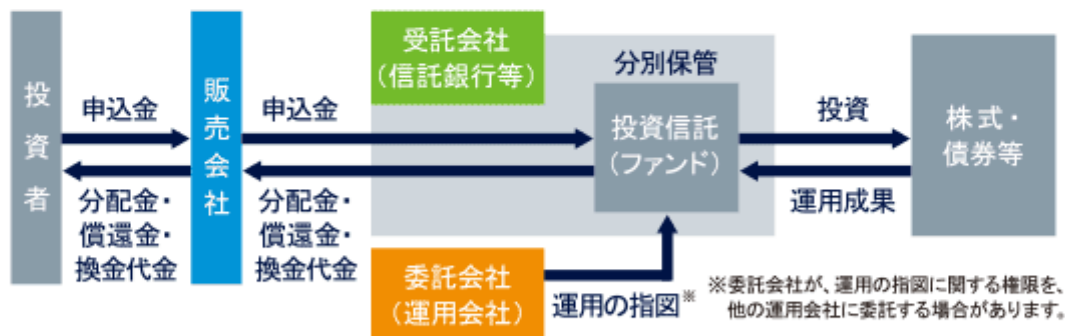 投資者
申込金
分配金・
償還金・
換金代金
販売会社
申込金
分配金・
償還金・
換金代金
受託会社
（信託銀行等）
分別保管
投資信託
（ファンド）
委託会社
（運用会社）
運用の指図※
投資
運用成果
株式・
債券等
※委託会社が、運用の指図に関する権限を、
他の運用会社に委託する場合があります。